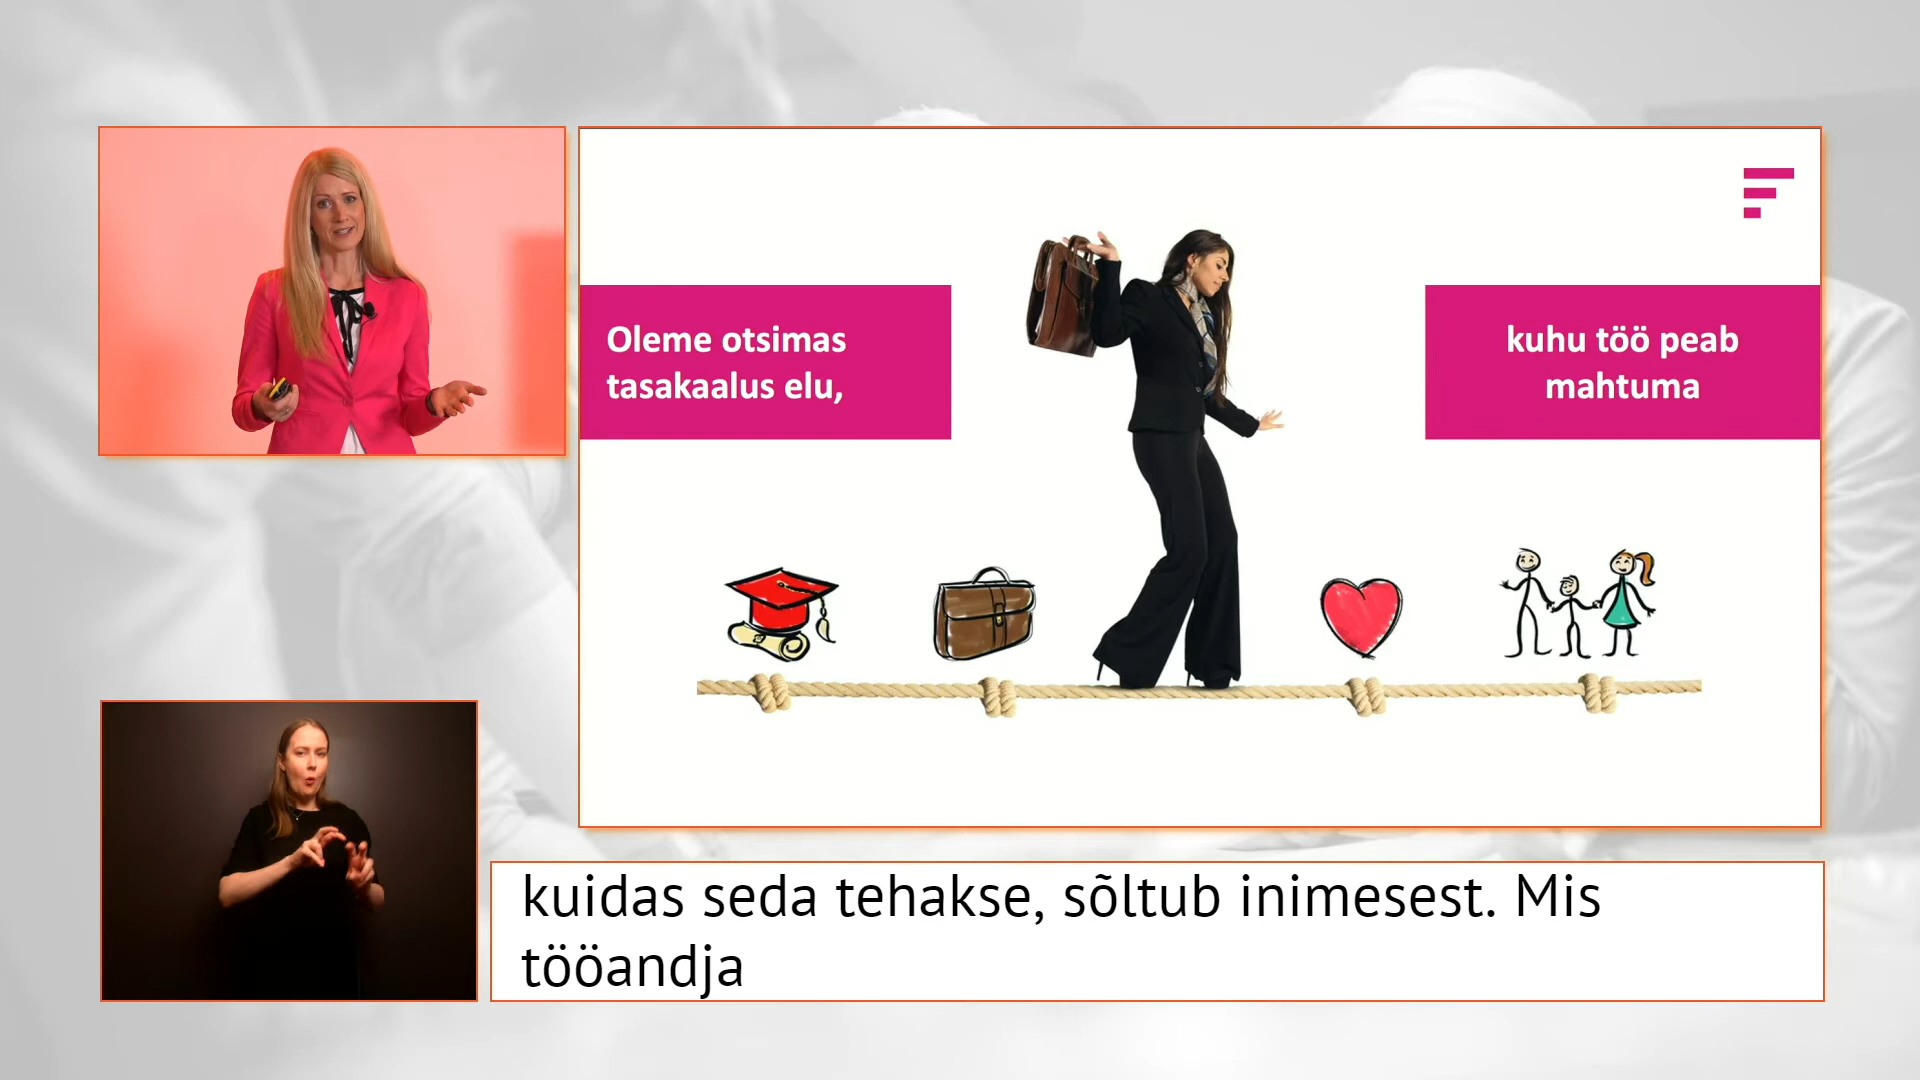 Oleme otsimas
tasakaalus elu,
kuhu töö peab
mahtuma
kuidas seda tehakse, sõltub inimesest. Mis
tööandja